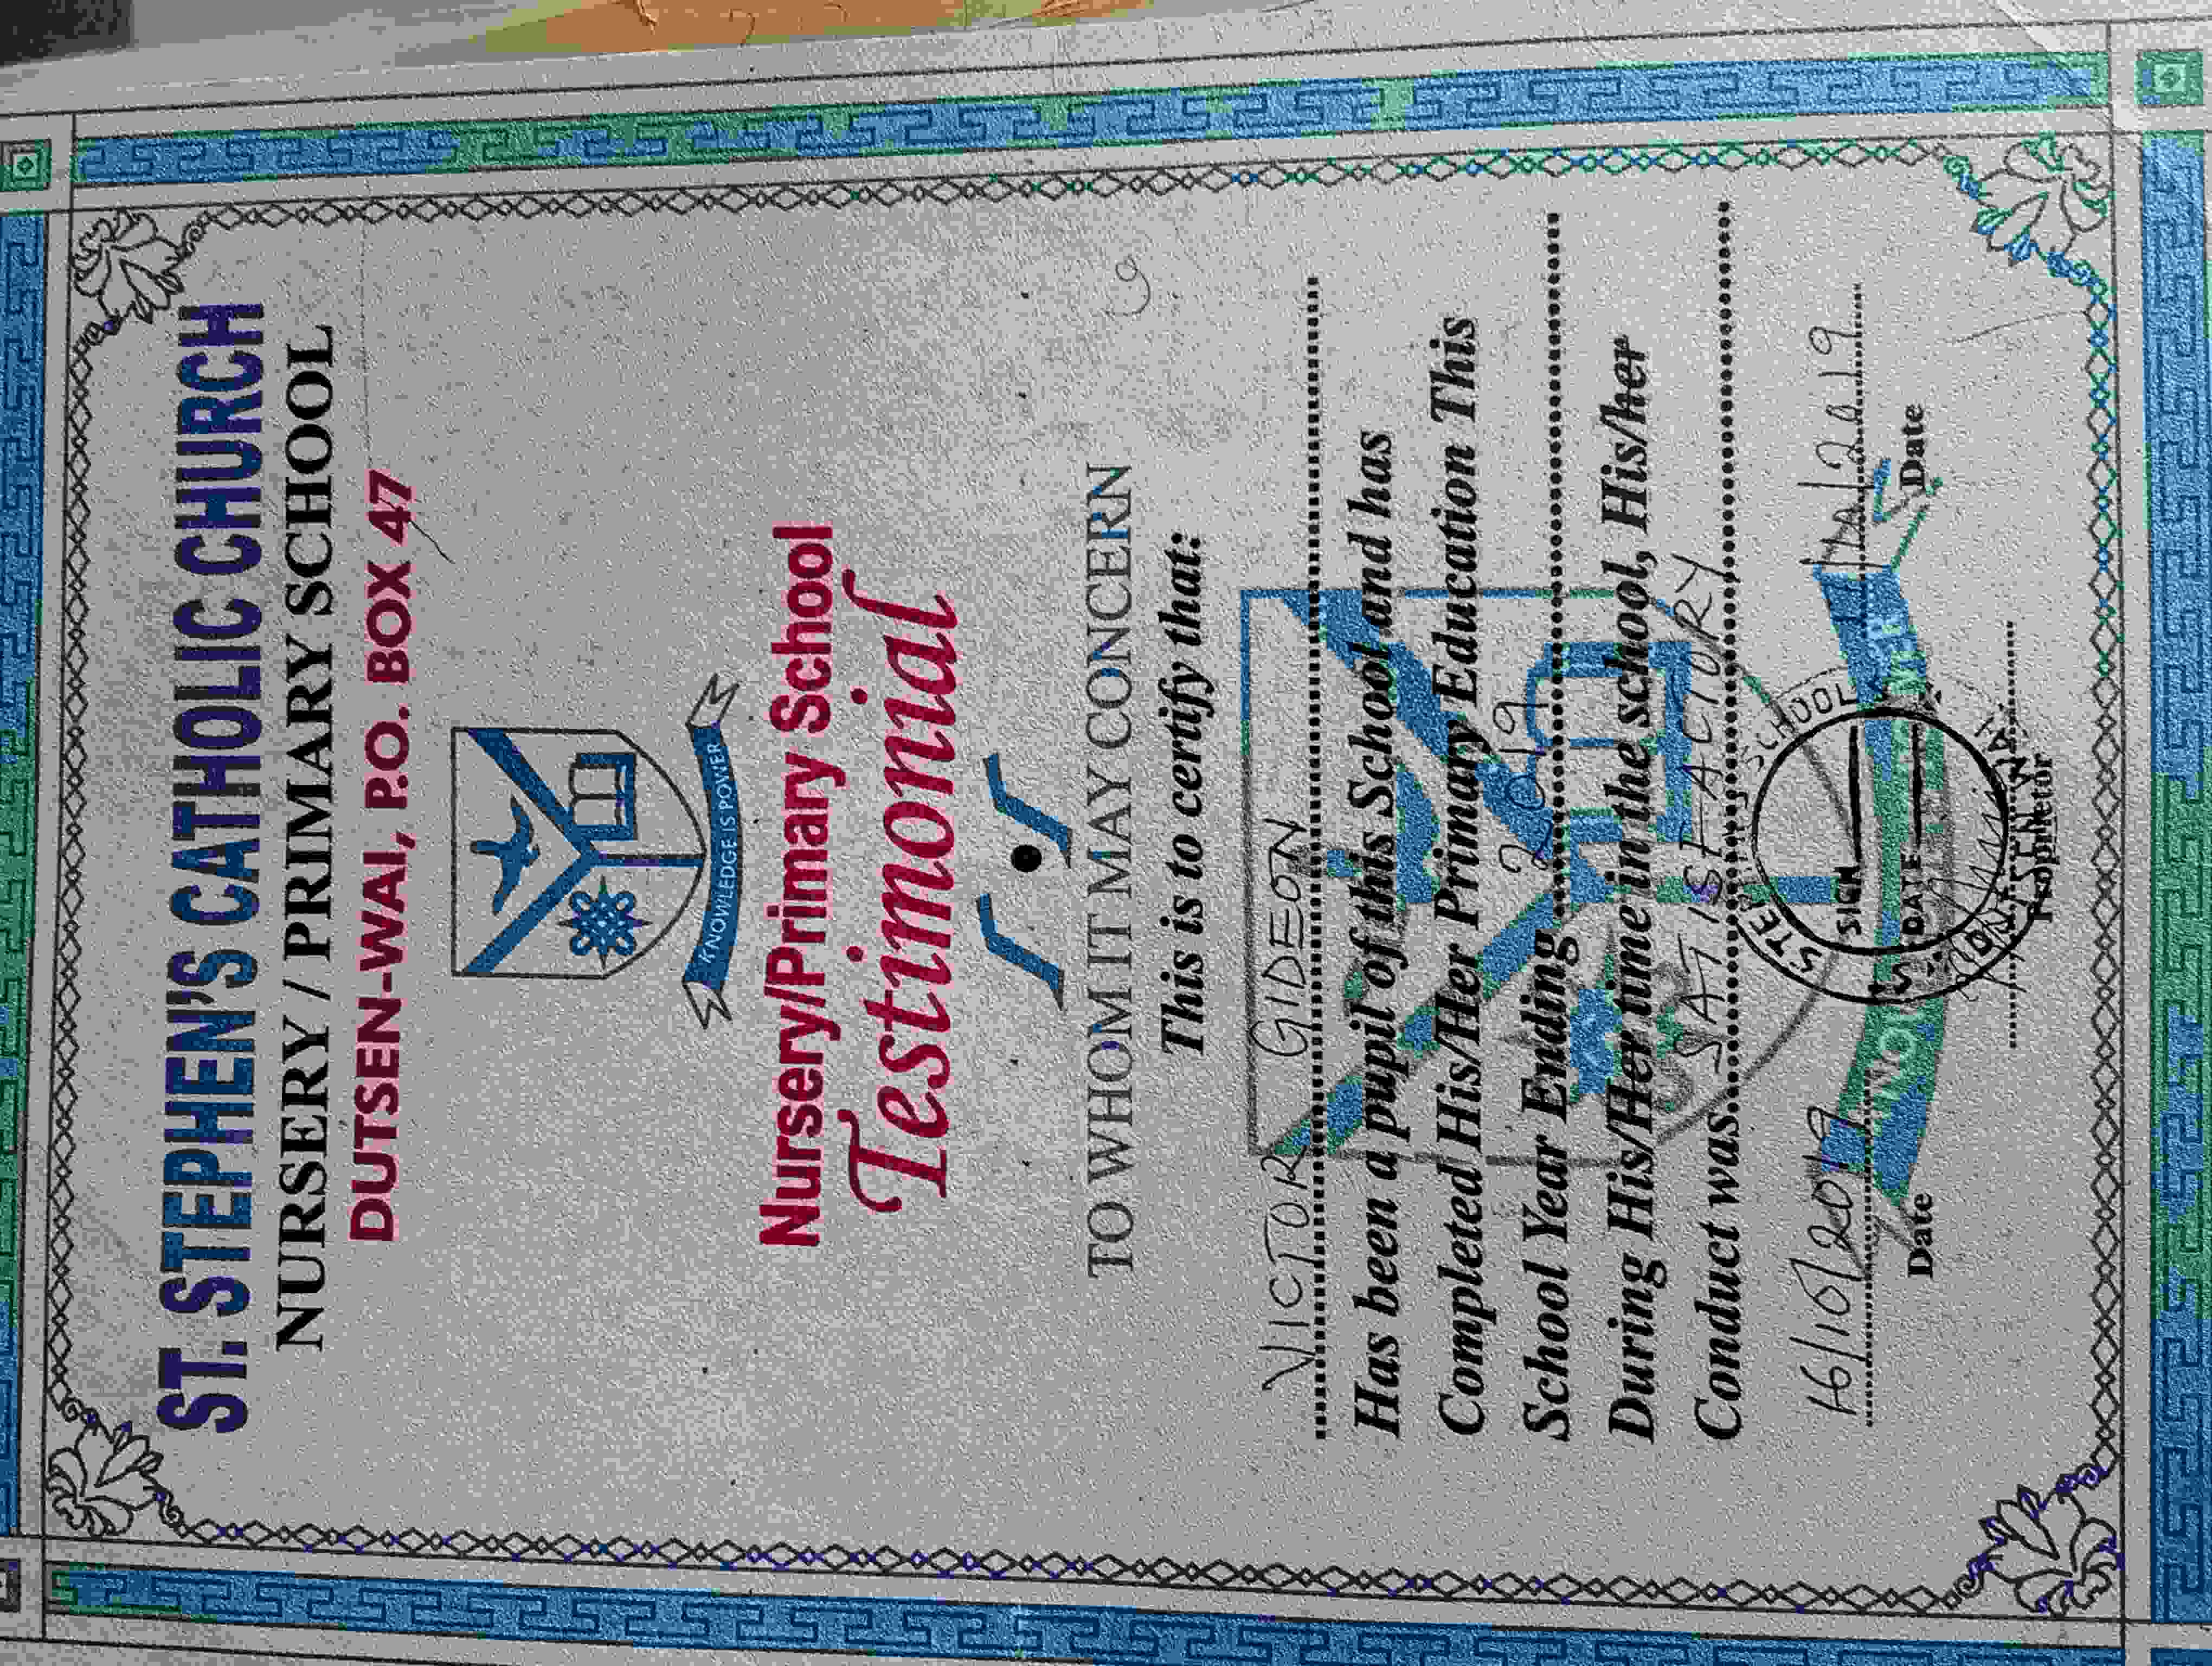 ST. STEPHEN'S CATHOLIC CHURCH
NURSERY / PRIMARY SCHOOL
DUTSEN-WAI, P.O. BOX 47
KNOWLEDGE IS POWER
Nursery/Primary School
Testimonial
TO WHOM IT MAY CONCERN
This is to certify that:
VICTOR GIDEON
Has been a pupil of this School and has
Completed His/Her Primary Education This
School Year Ending 2019
During His/Her time in the school, His/her
Conduct was SATISFACTORY
16/10/2019
Date
Date
SCHOOL
SIGN
DATE
Proprietor